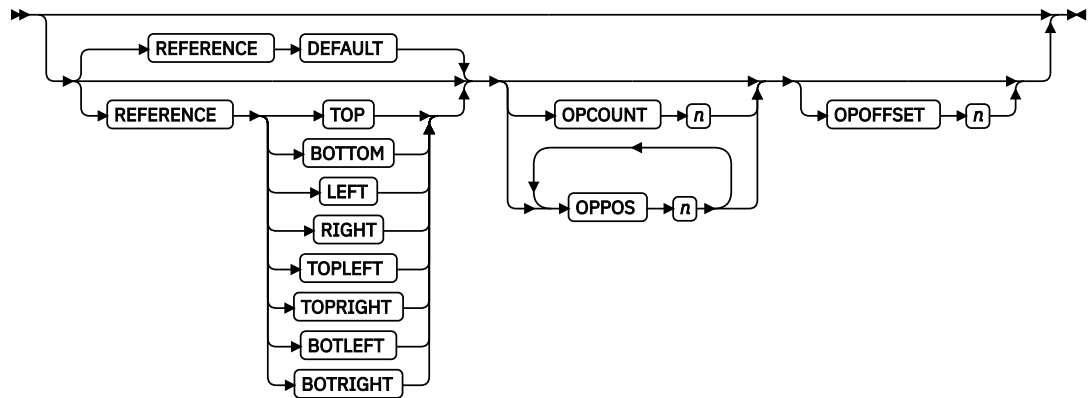 REFERENCE DEFAULT
REFERENCE TOP OPCOUNT n OPOFFSET n
BOTTOM
LEFT
RIGHT OPPOS n
TOPLEFT
TOPRIGHT
BOTLEFT
BOTRIGHT